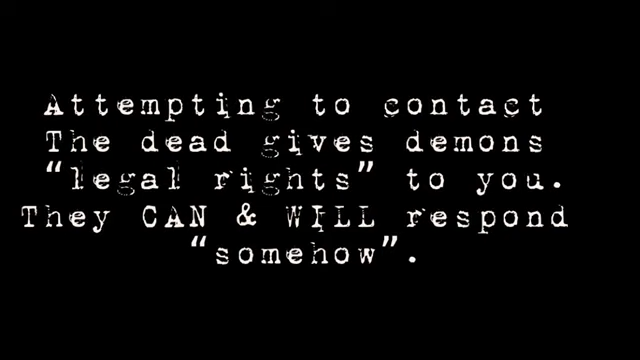 Attempting to contact
The dead gives demons
“legal rights” to you.
They CAN & WILL respond
“somehow”.